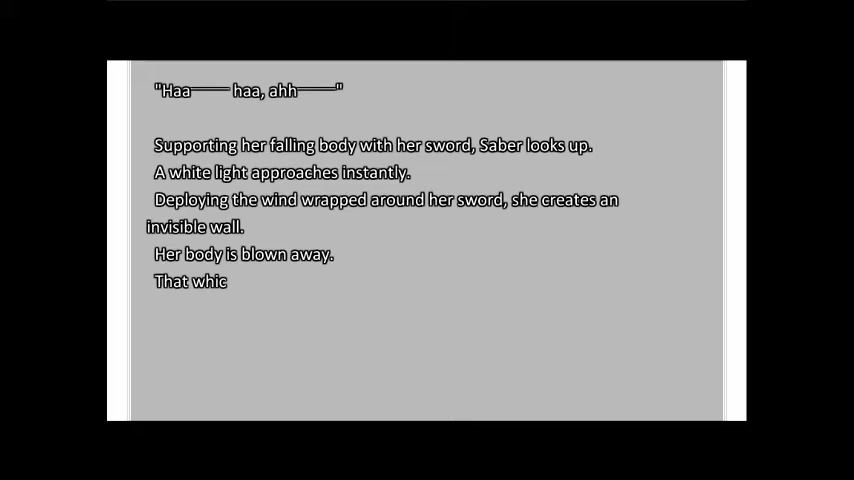 "Haa——— haa, ahh———"
Supporting her falling body with her sword, Saber looks up.
A white light approaches instantly.
Deploying the wind wrapped around her sword, she creates an
invisible wall.
Her body is blown away.
That whic